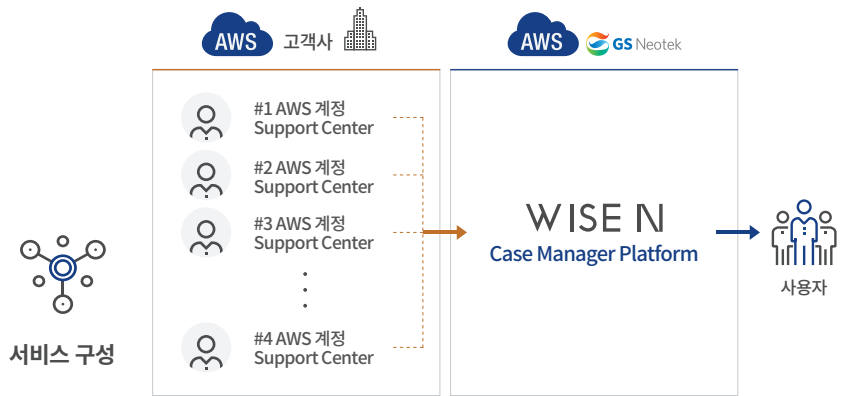 AWS
고객사
AWS
GS Neotek
#1 AWS 계정
Support Center
#2 AWS 계정
Support Center
#3 AWS 계정
Support Center
#4 AWS 계정
Support Center
WISE N
Case Manager Platform
사용자
서비스 구성